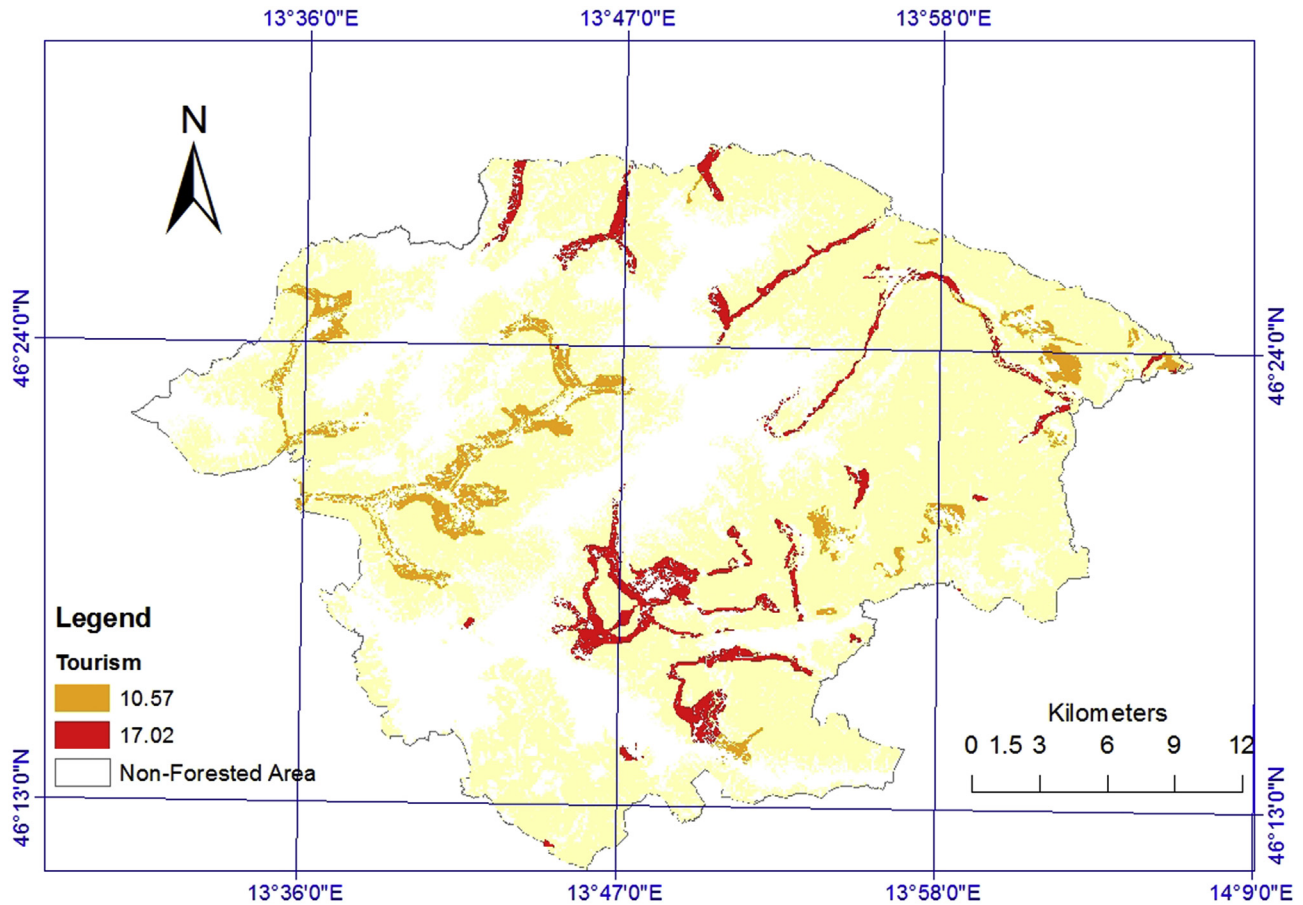 13°36'0"E 13°47'0"E 13°58'0"E
N
46°24'0"N
46°24'0"N
Legend
Tourism
10.57
17.02
Non-Forested Area
Kilometers
0 1.5 3 6 9 12
46°13'0"N
46°13'0"N
13°36'0"E 13°47'0"E 13°58'0"E 14°9'0"E